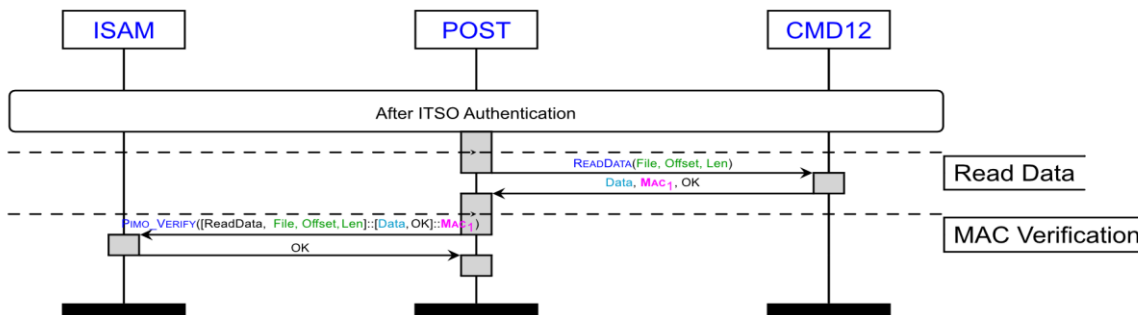 ISAM POST CMD12
After ITSO Authentication
READDATA(File, Offset, Len)
Read Data
Data, MAC1, OK
PIMO_VERIFY([ReadData, File, Offset,Len]::[Data,OK]::MAC1)
MAC Verification
OK